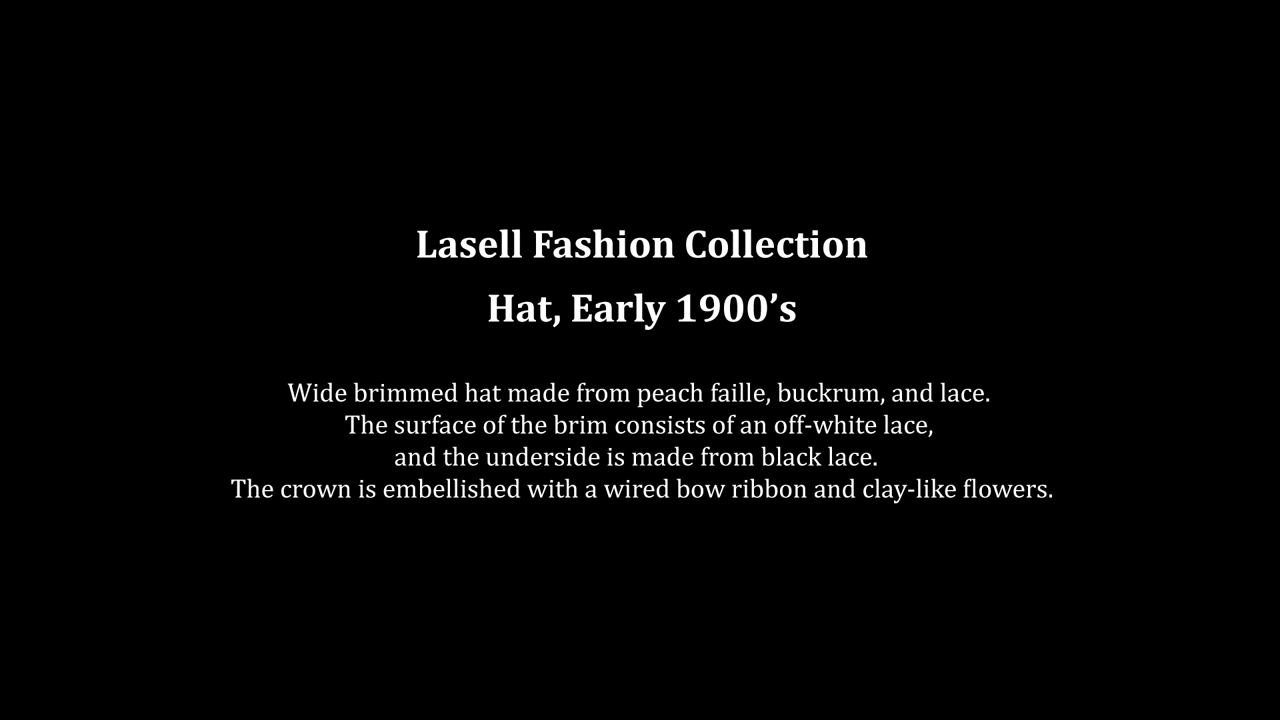 Lasell Fashion Collection
Hat, Early 1900’s
Wide brimmed hat made from peach faille, buckrum, and lace.
The surface of the brim consists of an off-white lace,
and the underside is made from black lace.
The crown is embellished with a wired bow ribbon and clay-like flowers.